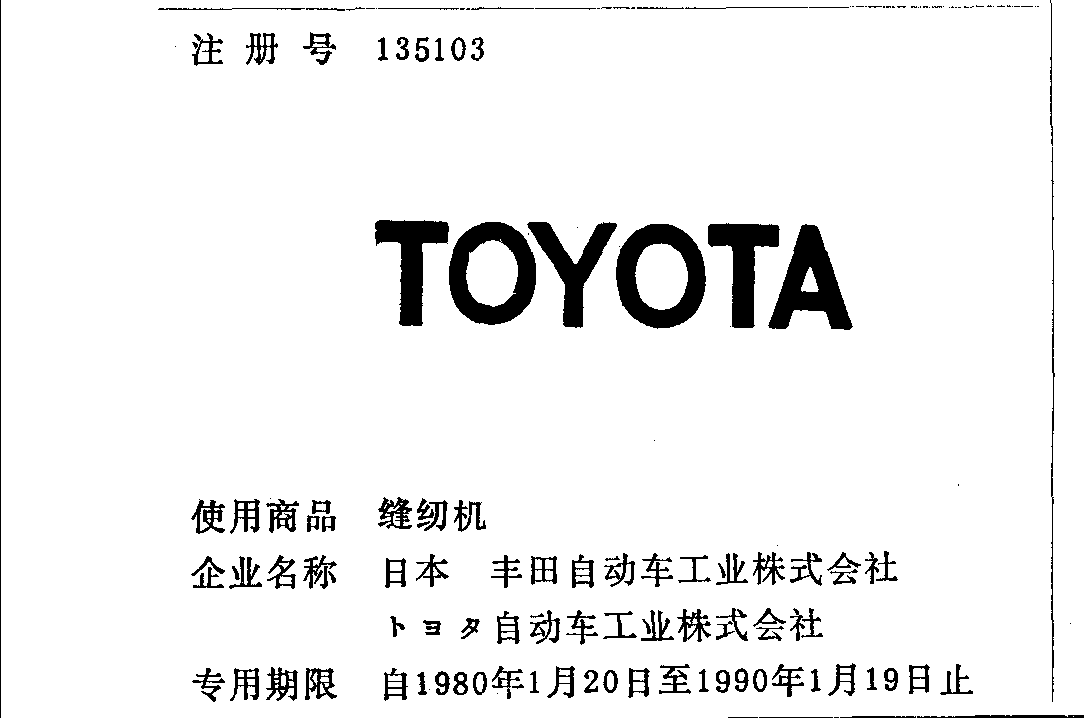 注册号 135103
TOYOTA
使用商品 缝纫机
企业名称 日本 丰田自动车工业株式会社
トヨタ自动车工业株式会社
专用期限 自1980年1月20日至1990年1月19日止